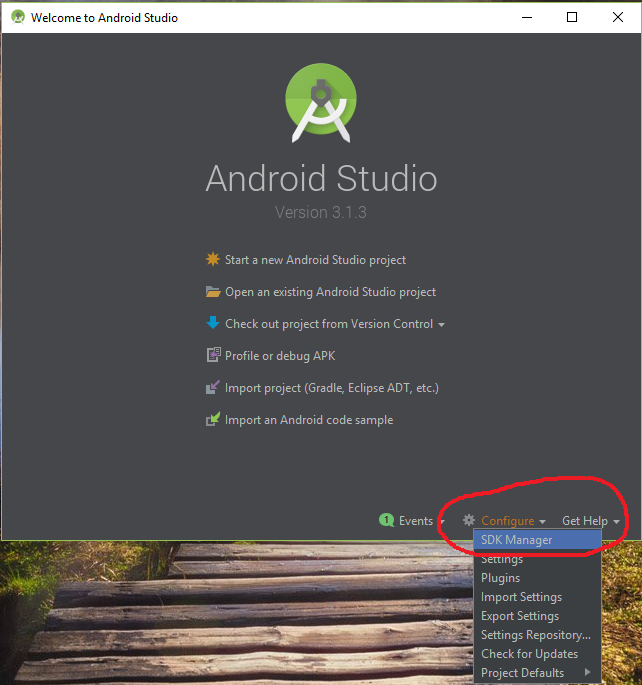 Welcome to Android Studio
Android Studio
Version 3.1.3
Start a new Android Studio project
Open an existing Android Studio project
Check out project from Version Control
Profile or debug APK
Import project (Gradle, Eclipse ADT, etc.)
Import an Android code sample
1 Events Configure Get Help
SDK Manager
Settings
Plugins
Import Settings
Export Settings
Settings Repository...
Check for Updates
Project Defaults